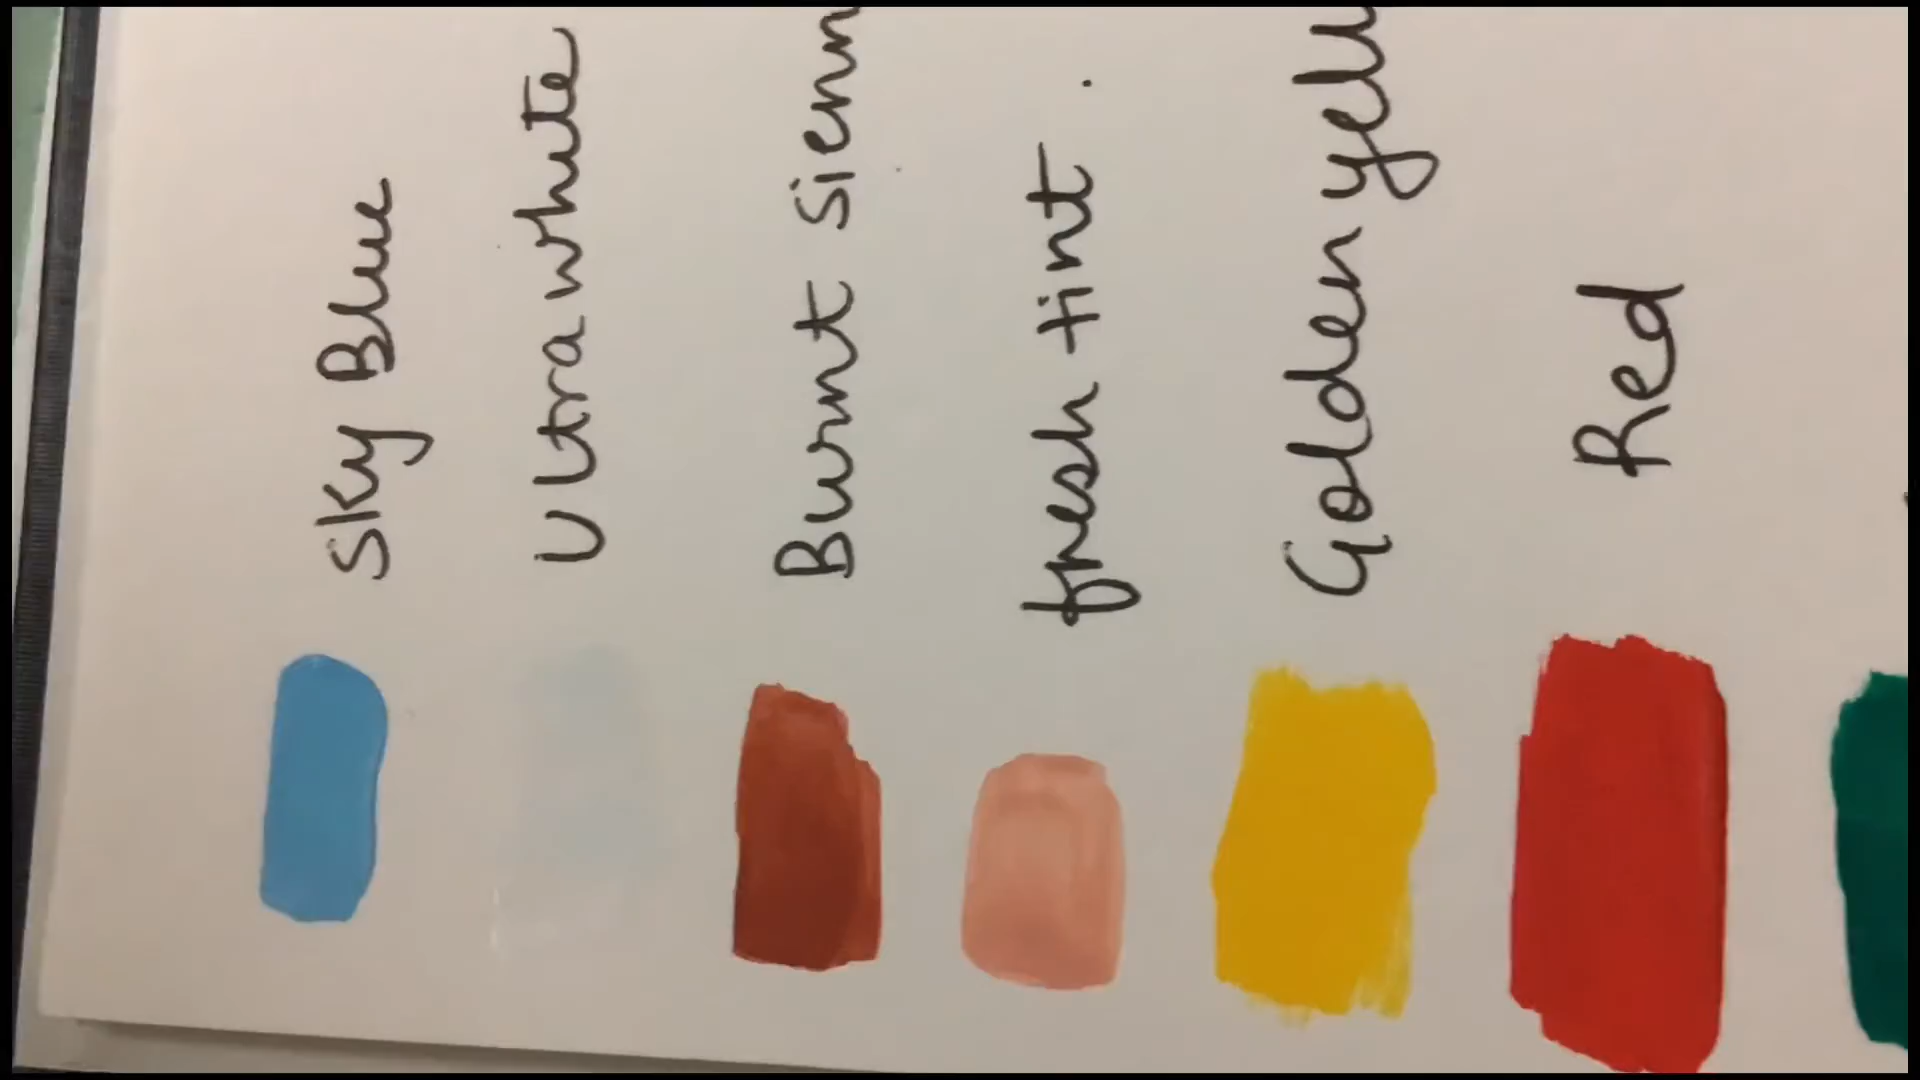 Sky Blue
Ultra white
Burnt Sienn
fresh tint.
Golden yell
Red